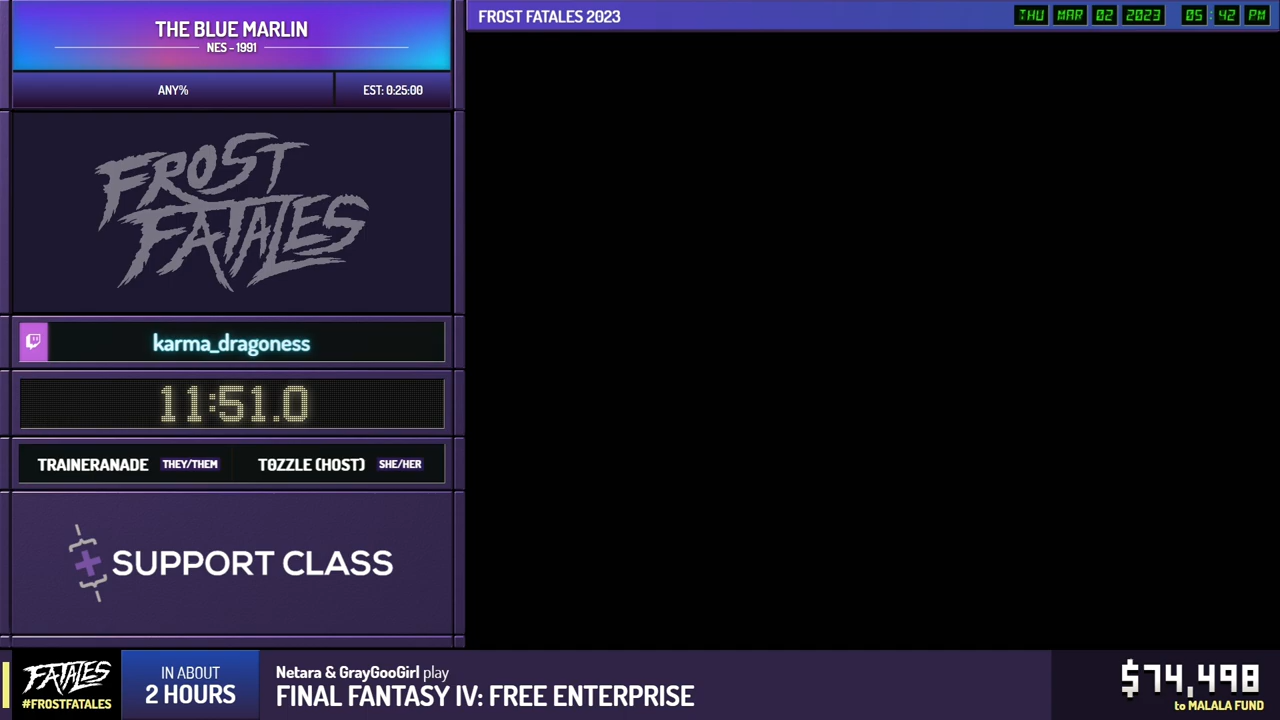 THE BLUE MARLIN
NES - 1991
ANY%
EST: 0:25:00
FROST FATALES 2023
THU MAR 02 2023 05:42 PM
FROST
FATALES
karma_dragoness
11:51.0
TRAINERANADE THEY/THEM
T0ZZLE (HOST) SHE/HER
SUPPORT CLASS
FATALES
#FROSTFATALES
IN ABOUT
2 HOURS
Netara & GrayGooGirl play
FINAL FANTASY IV: FREE ENTERPRISE
$74,498
to MALALA FUND